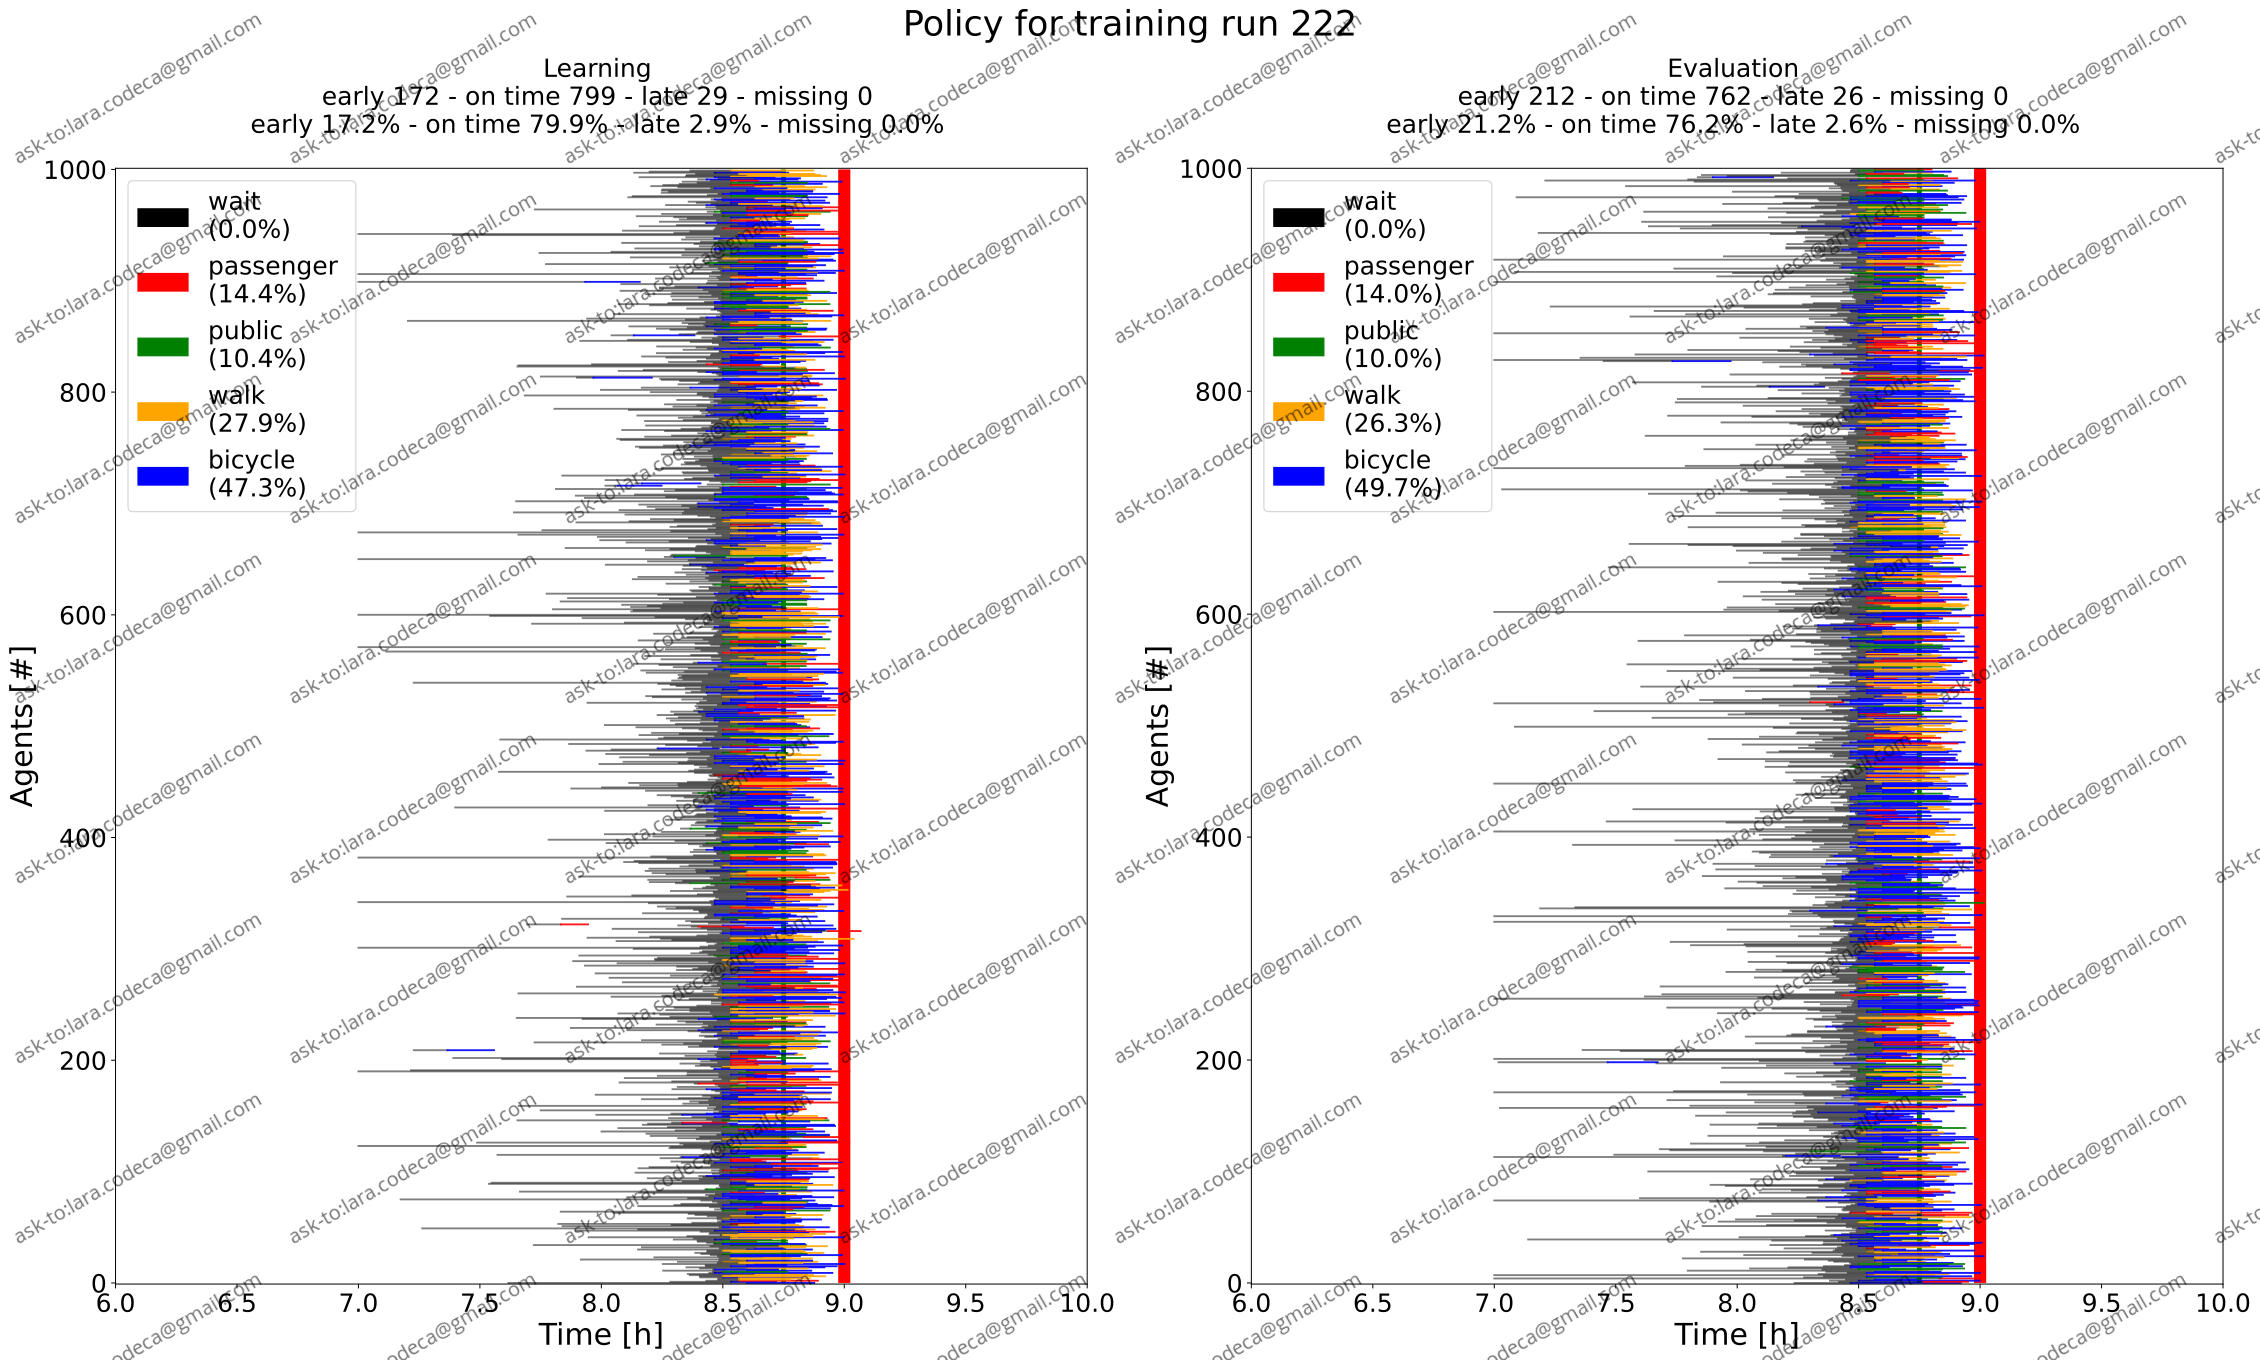 Policy for training run 222
Learning
early 172 - on time 799 - late 29 - missing 0
early 17.2% - on time 79.9% - late 2.9% - missing 0.0%
1000
800
600
400
200
0
Agents [#]
wait
(0.0%)
passenger
(14.4%)
public
(10.4%)
walk
(27.9%)
bicycle
(47.3%)
6.0 6.5 7.0 7.5 8.0 8.5 9.0 9.5 10.0
Time [h]
Evaluation
early 212 - on time 762 - late 26 - missing 0
early 21.2% - on time 76.2% - late 2.6% - missing 0.0%
1000
800
600
400
200
0
Agents [#]
wait
(0.0%)
passenger
(14.0%)
public
(10.0%)
walk
(26.3%)
bicycle
(49.7%)
6.0 6.5 7.0 7.5 8.0 8.5 9.0 9.5 10.0
Time [h]
ask-to:lara.codeca@gmail.com